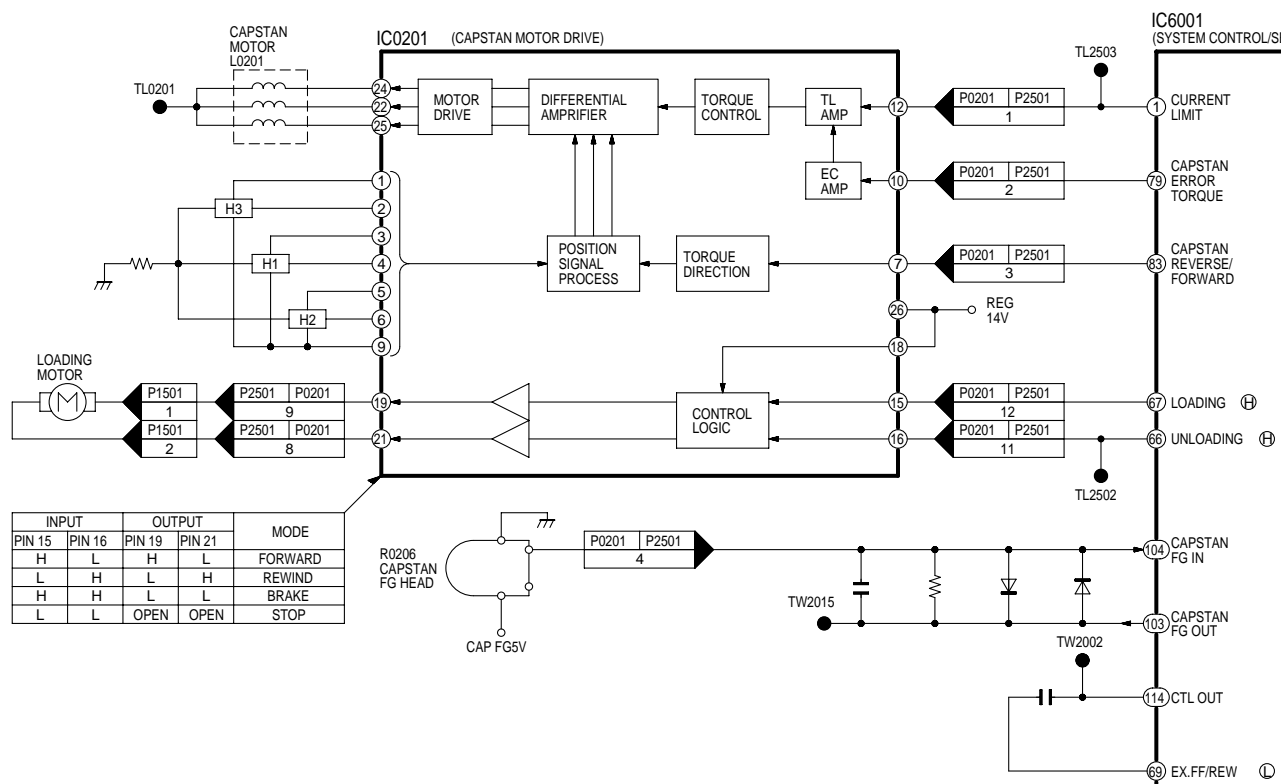 IC6001
(SYSTEM CONTROL/SE
IC0201 (CAPSTAN MOTOR DRIVE)
CAPSTAN
MOTOR
L0201
TL0201
TL2503
24
22
25
MOTOR
DRIVE
DIFFERENTIAL
AMPRIFIER
TORQUE
CONTROL
TL
AMP
12
P0201 P2501
1
1
CURRENT
LIMIT
EC
AMP
10
P0201 P2501
2
79
CAPSTAN
ERROR
TORQUE
1
2
3
4
5
6
9
H3
H1
H2
POSITION
SIGNAL
PROCESS
TORQUE
DIRECTION
7
P0201 P2501
3
83
CAPSTAN
REVERSE/
FORWARD
26
18
REG
14V
LOADING
MOTOR
M
P1501
1
P2501 P0201
9
19
P1501
2
P2501 P0201
8
21
CONTROL
LOGIC
15
P0201 P2501
12
67
LOADING H
16
P0201 P2501
11
66
UNLOADING H
TL2502
INPUT OUTPUT MODE
PIN 15 PIN 16 PIN 19 PIN 21
H L H L FORWARD
L H L H REWIND
H H L L BRAKE
L L OPEN OPEN STOP
R0206
CAPSTAN
FG HEAD
CAP FG5V
P0201 P2501
4
104
CAPSTAN
FG IN
TW2015
103
CAPSTAN
FG OUT
TW2002
114
CTL OUT
69
EX.FF/REW L